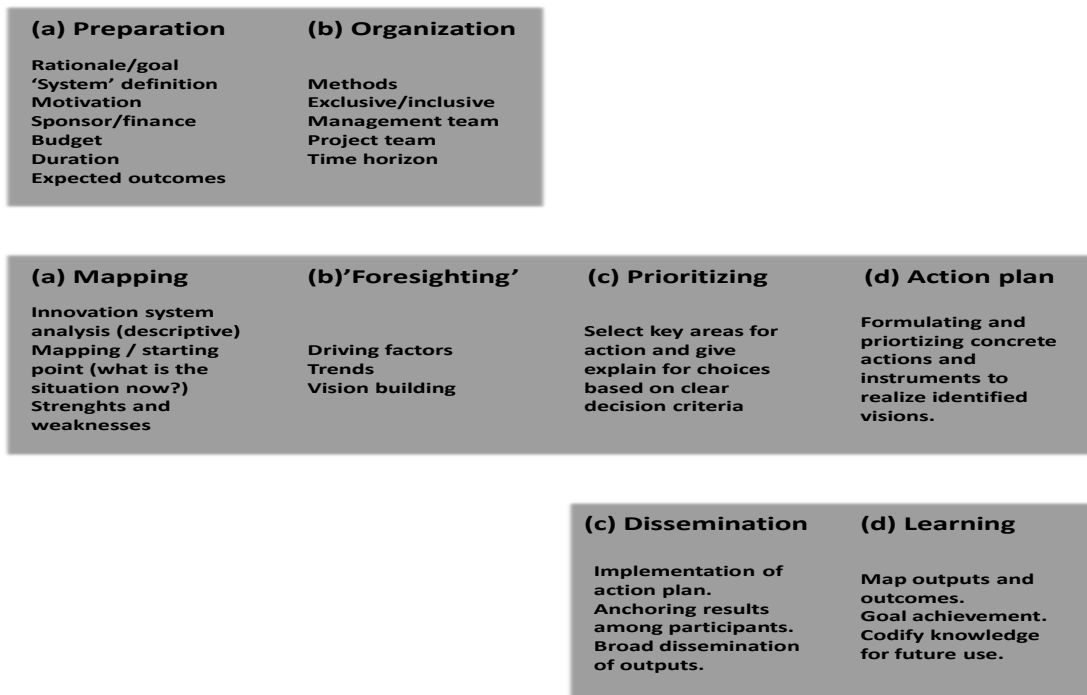 (a) Preparation
Rationale/goal
‘System’ definition
Motivation
Sponsor/finance
Budget
Duration
Expected outcomes
(b) Organization
Methods
Exclusive/inclusive
Management team
Project team
Time horizon
(a) Mapping
Innovation system
analysis (descriptive)
Mapping / starting
point (what is the
situation now?)
Strenghts and
weaknesses
(b)’Foresighting’
Driving factors
Trends
Vision building
(c) Prioritizing
Select key areas for
action and give
explain for choices
based on clear
decision criteria
(d) Action plan
Formulating and
prioritizing concrete
actions and
instruments to
realize identified
visions.
(c) Dissemination
Implementation of
action plan.
Anchoring results
among participants.
Broad dissemination
of outputs.
(d) Learning
Map outputs and
outcomes.
Goal achievement.
Codify knowledge
for future use.